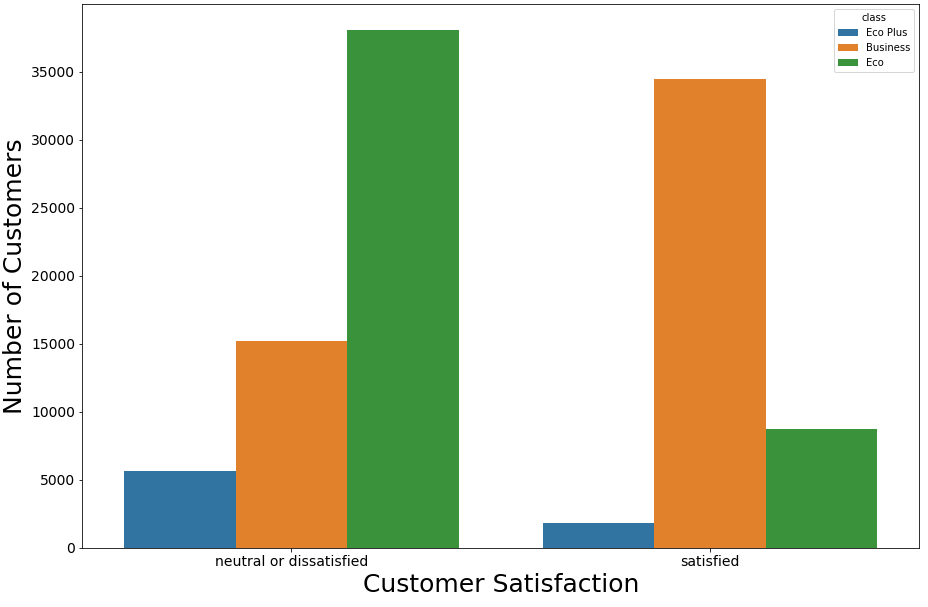 class
Eco Plus
Business
Eco
35000
30000
25000
20000
15000
10000
5000
0
Number of Customers
neutral or dissatisfied
satisfied
Customer Satisfaction